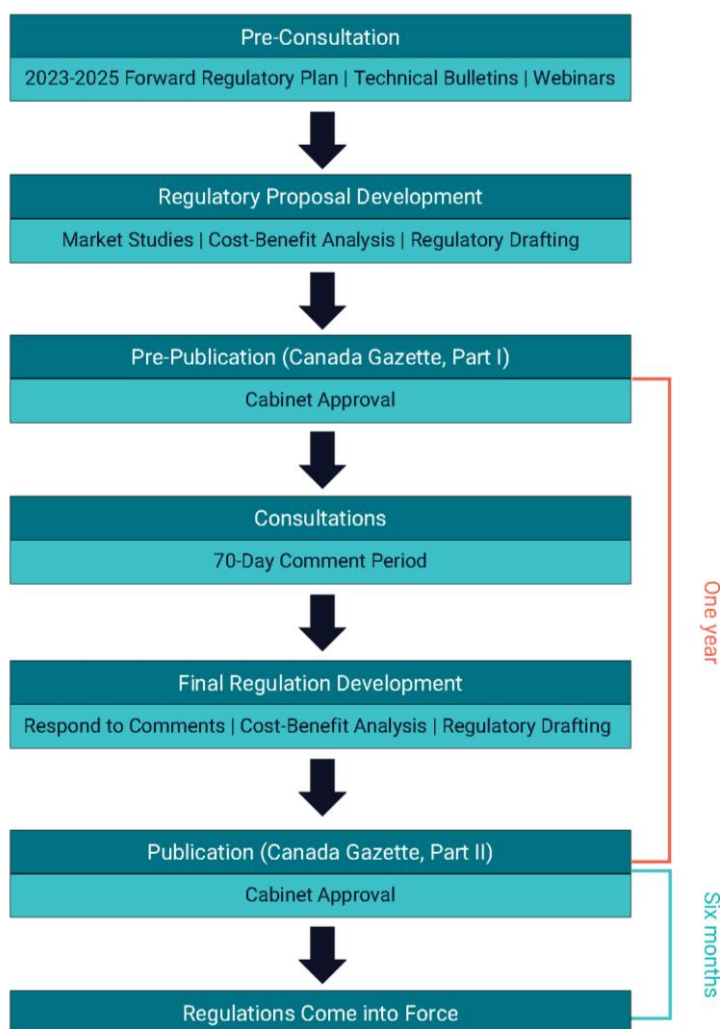 Pre-Consultation
2023-2025 Forward Regulatory Plan | Technical Bulletins | Webinars
Regulatory Proposal Development
Market Studies | Cost-Benefit Analysis | Regulatory Drafting
Pre-Publication (Canada Gazette, Part I)
Cabinet Approval
Consultations
70-Day Comment Period
One year
Final Regulation Development
Respond to Comments | Cost-Benefit Analysis | Regulatory Drafting
Publication (Canada Gazette, Part II)
Cabinet Approval
Six months
Regulations Come into Force